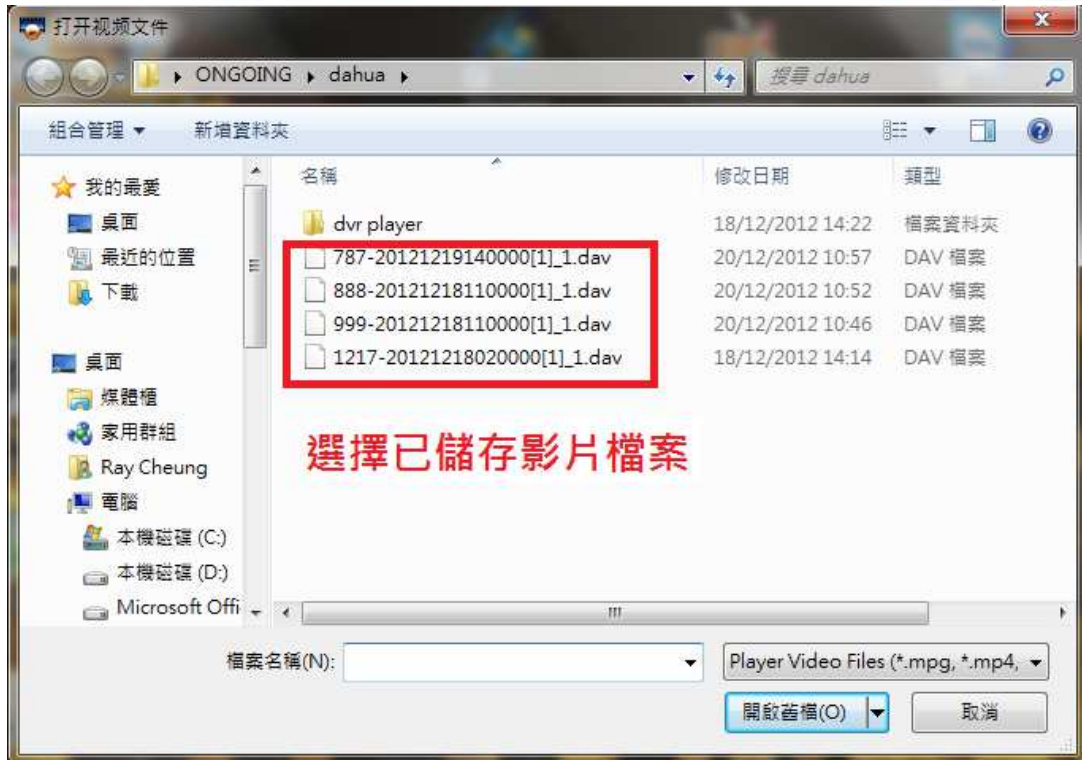 打开视频文件
ONGOING ▸ dahua ▸
搜尋 dahua
組合管理 ▼ 新增資料夾
名稱 修改日期 類型
我的最愛
桌面
最近的位置
下載
桌面
媒體櫃
家用群組
Ray Cheung
電腦
本機磁碟 (C:)
本機磁碟 (D:)
Microsoft Offi
dvr player 18/12/2012 14:22 檔案資料夾
787-20121219140000[1]_1.dav 20/12/2012 10:57 DAV 檔案
888-20121218110000[1]_1.dav 20/12/2012 10:52 DAV 檔案
999-20121218110000[1]_1.dav 20/12/2012 10:46 DAV 檔案
1217-20121218020000[1]_1.dav 18/12/2012 14:14 DAV 檔案
選擇已儲存影片檔案
檔案名稱(N):
Player Video Files (*.mpg, *.mp4,
開啟舊檔(O)
取消